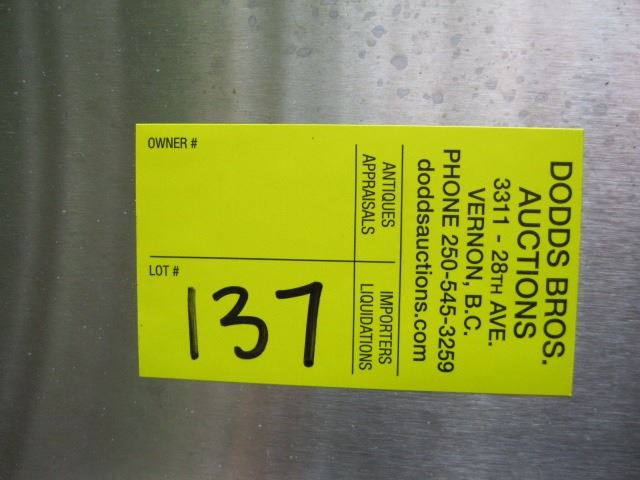 DODDS BROS.
AUCTIONS
3311 - 28TH AVE.
VERNON, B.C.
PHONE 250-545-3259
doddsauctions.com
ANTIQUES
APPRAISALS
IMPORTERS
LIQUIDATIONS
OWNER #
LOT #
137